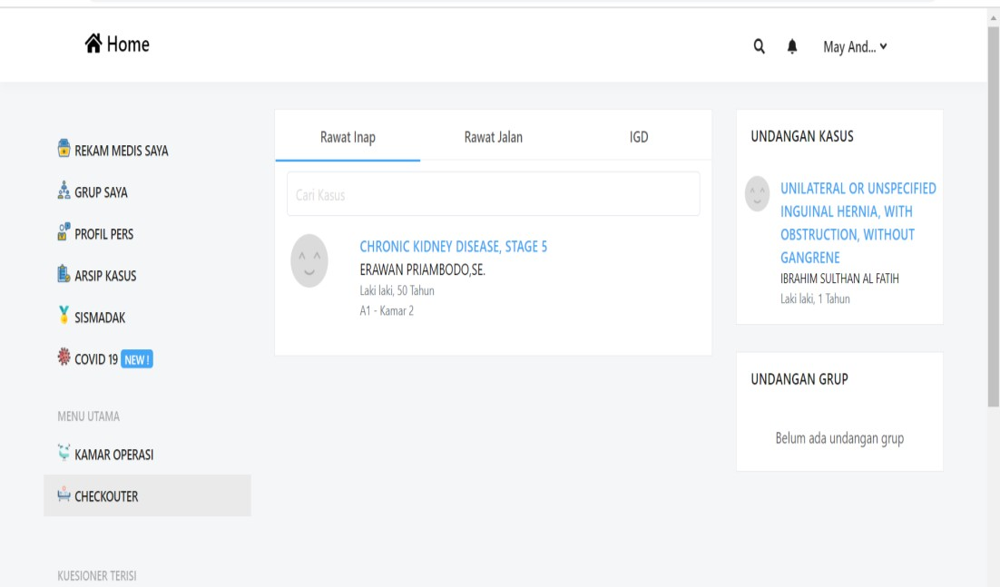 Home
May And...
REKAM MEDIS SAYA
GRUP SAYA
PROFIL PERS
ARSIP KASUS
SISMADAK
COVID 19 NEW !
MENU UTAMA
KAMAR OPERASI
CHECKOUTER
KUESIONER TERISI
Rawat Inap Rawat Jalan IGD
Cari Kasus
CHRONIC KIDNEY DISEASE, STAGE 5
ERAWAN PRIAMBODO,SE.
Laki laki, 50 Tahun
A1 - Kamar 2
UNDANGAN KASUS
UNILATERAL OR UNSPECIFIED
INGUINAL HERNIA, WITH
OBSTRUCTION, WITHOUT
GANGRENE
IBRAHIM SULTHAN AL FATIH
Laki laki, 1 Tahun
UNDANGAN GRUP
Belum ada undangan grup